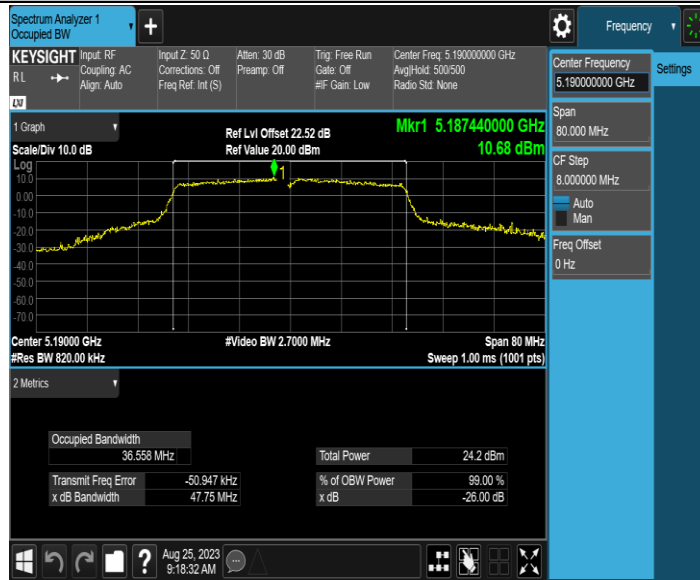 Spectrum Analyzer 1
Occupied BW
+
Frequency
KEYSIGHT
RL
LXI
Input: RF
Coupling: AC
Align: Auto
Input Z: 50 Ω
Corrections: Off
Freq Ref: Int (S)
Atten: 30 dB
Preamp: Off
Trig: Free Run
Gate: Off
#IF Gain: Low
Center Freq: 5.190000000 GHz
Avg|Hold: 500/500
Radio Std: None
Center Frequency
5.190000000 GHz
Settings
Span
80.000 MHz
CF Step
8.000000 MHz
Auto
Man
Freq Offset
0 Hz
1 Graph
Scale/Div 10.0 dB
Ref Lvl Offset 22.52 dB
Ref Value 20.00 dBm
Mkr1 5.187440000 GHz
10.68 dBm
Log
10.0
0.00
-10.0
-20.0
-30.0
-40.0
-50.0
-60.0
-70.0
1
Center 5.19000 GHz
#Res BW 820.00 kHz
#Video BW 2.7000 MHz
Span 80 MHz
Sweep 1.00 ms (1001 pts)
2 Metrics
Occupied Bandwidth
36.558 MHz
Total Power 24.2 dBm
Transmit Freq Error -50.947 kHz
% of OBW Power 99.00 %
x dB Bandwidth 47.75 MHz
x dB -26.00 dB
?
Aug 25, 2023
9:18:32 AM